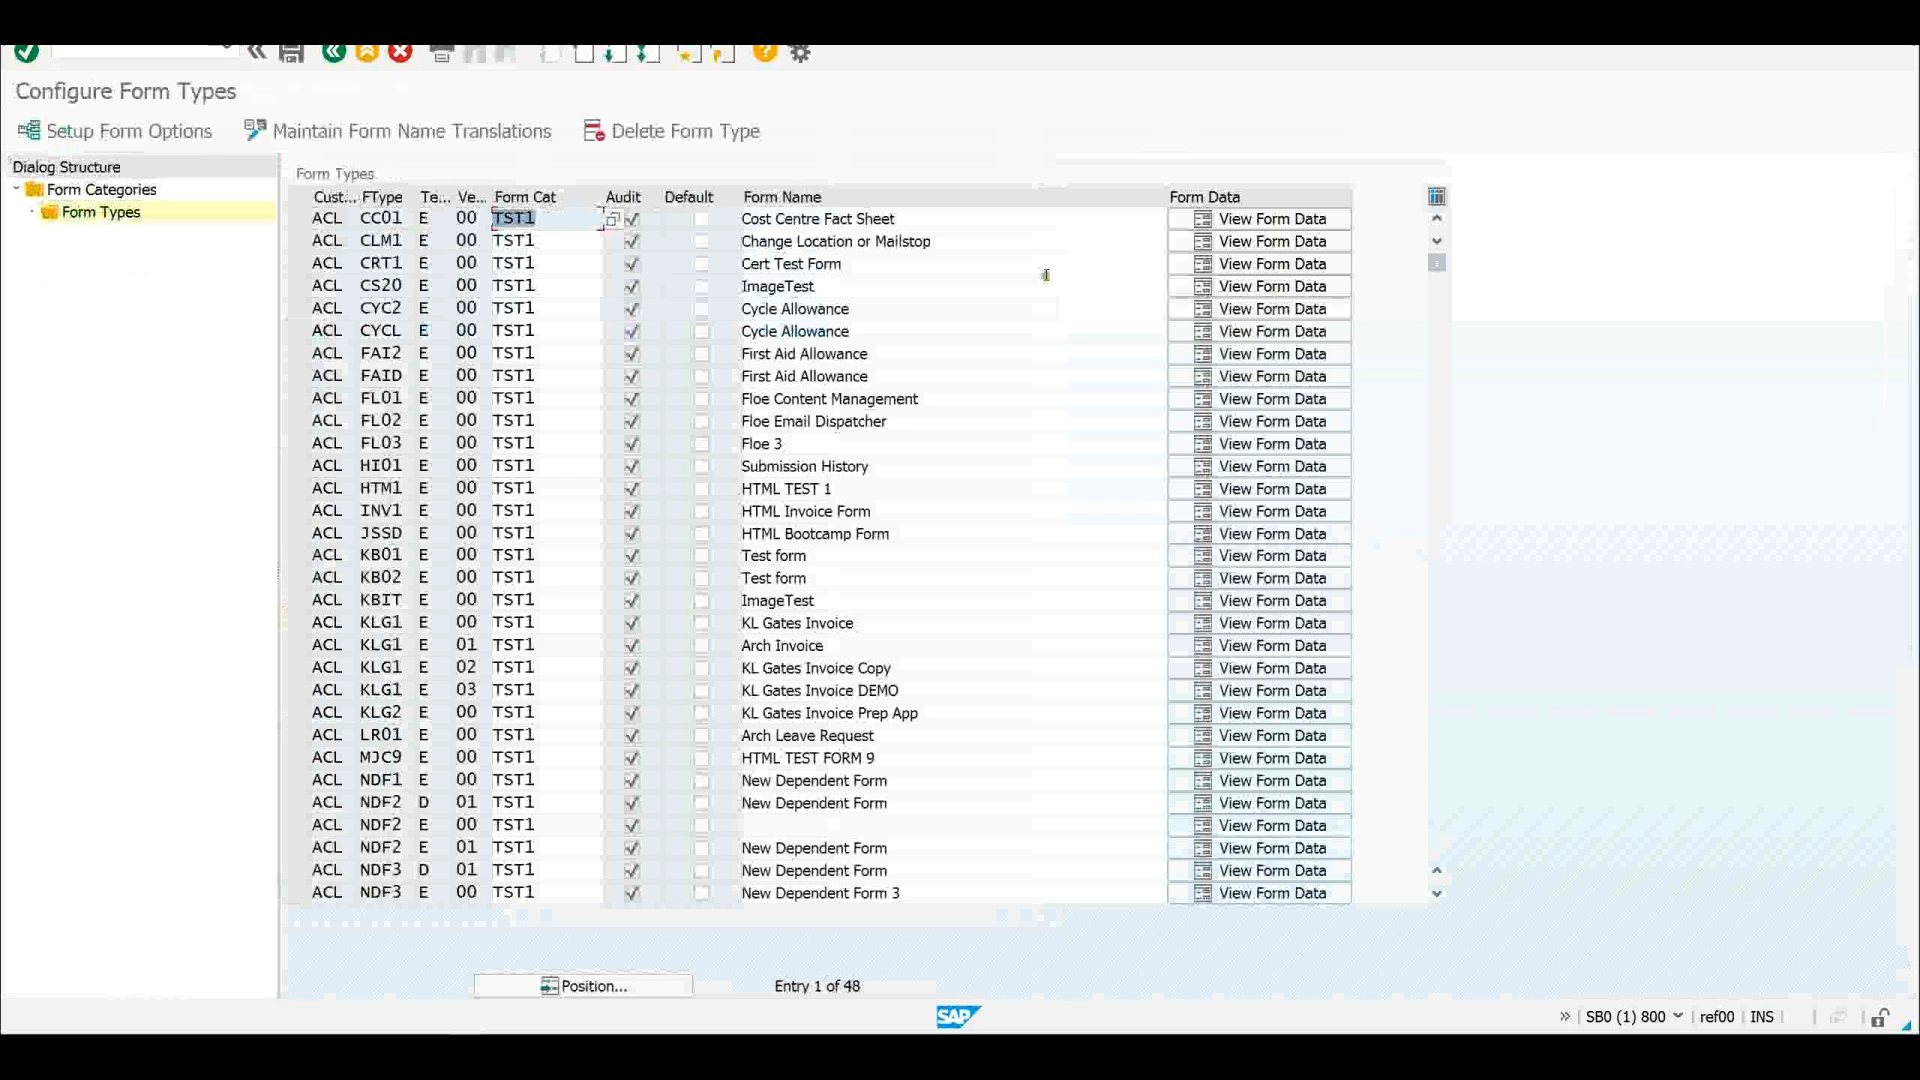 Configure Form Types
Setup Form Options Maintain Form Name Translations Delete Form Type
Dialog Structure
Form Categories
Form Types
Form Types
Cust... FType Te... Ve... Form Cat Audit Default Form Name Form Data
ACL CC01 E 00 TST1 Cost Centre Fact Sheet View Form Data
ACL CLM1 E 00 TST1 Change Location or Mailstop View Form Data
ACL CRT1 E 00 TST1 Cert Test Form View Form Data
ACL CS20 E 00 TST1 ImageTest View Form Data
ACL CYC2 E 00 TST1 Cycle Allowance View Form Data
ACL CYCL E 00 TST1 Cycle Allowance View Form Data
ACL FAI2 E 00 TST1 First Aid Allowance View Form Data
ACL FAID E 00 TST1 First Aid Allowance View Form Data
ACL FL01 E 00 TST1 Floe Content Management View Form Data
ACL FL02 E 00 TST1 Floe Email Dispatcher View Form Data
ACL FL03 E 00 TST1 Floe 3 View Form Data
ACL HI01 E 00 TST1 Submission History View Form Data
ACL HTM1 E 00 TST1 HTML TEST 1 View Form Data
ACL INV1 E 00 TST1 HTML Invoice Form View Form Data
ACL JSSD E 00 TST1 HTML Bootcamp Form View Form Data
ACL KB01 E 00 TST1 Test form View Form Data
ACL KB02 E 00 TST1 Test form View Form Data
ACL KBIT E 00 TST1 ImageTest View Form Data
ACL KLG1 E 00 TST1 KL Gates Invoice View Form Data
ACL KLG1 E 01 TST1 Arch Invoice View Form Data
ACL KLG1 E 02 TST1 KL Gates Invoice Copy View Form Data
ACL KLG1 E 03 TST1 KL Gates Invoice DEMO View Form Data
ACL KLG2 E 00 TST1 KL Gates Invoice Prep App View Form Data
ACL LR01 E 00 TST1 Arch Leave Request View Form Data
ACL MJC9 E 00 TST1 HTML TEST FORM 9 View Form Data
ACL NDF1 E 00 TST1 New Dependent Form View Form Data
ACL NDF2 D 01 TST1 New Dependent Form View Form Data
ACL NDF2 E 00 TST1 View Form Data
ACL NDF2 E 01 TST1 New Dependent Form View Form Data
ACL NDF3 D 01 TST1 New Dependent Form View Form Data
ACL NDF3 E 00 TST1 New Dependent Form 3 View Form Data
Position... Entry 1 of 48
SAP » SB0 (1) 800 ref00 INS